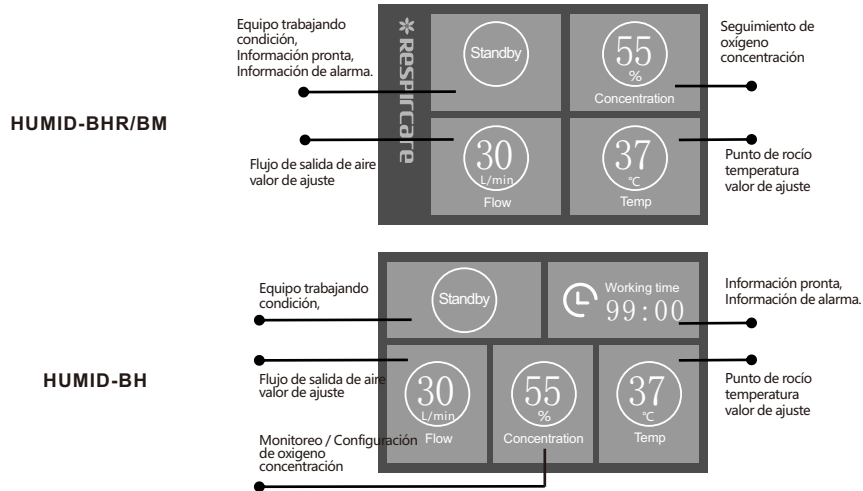 HUMID-BHR/BM
Equipo trabajando
condición,
Información pronta,
Información de alarma.
Flujo de salida de aire
valor de ajuste
RESPIRCARE
Standby
55
%
Concentration
30
L/min
Flow
37
℃
Temp
Seguimiento de
oxígeno
concentración
Punto de rocío
temperatura
valor de ajuste
HUMID-BH
Equipo trabajando
condición,
Flujo de salida de aire
valor de ajuste
Monitoreo / Configuración
de oxigeno
concentración
Standby
Working time
99:00
30
L/min
Flow
55
%
Concentration
37
℃
Temp
Información pronta,
Información de alarma.
Punto de rocío
temperatura
valor de ajuste